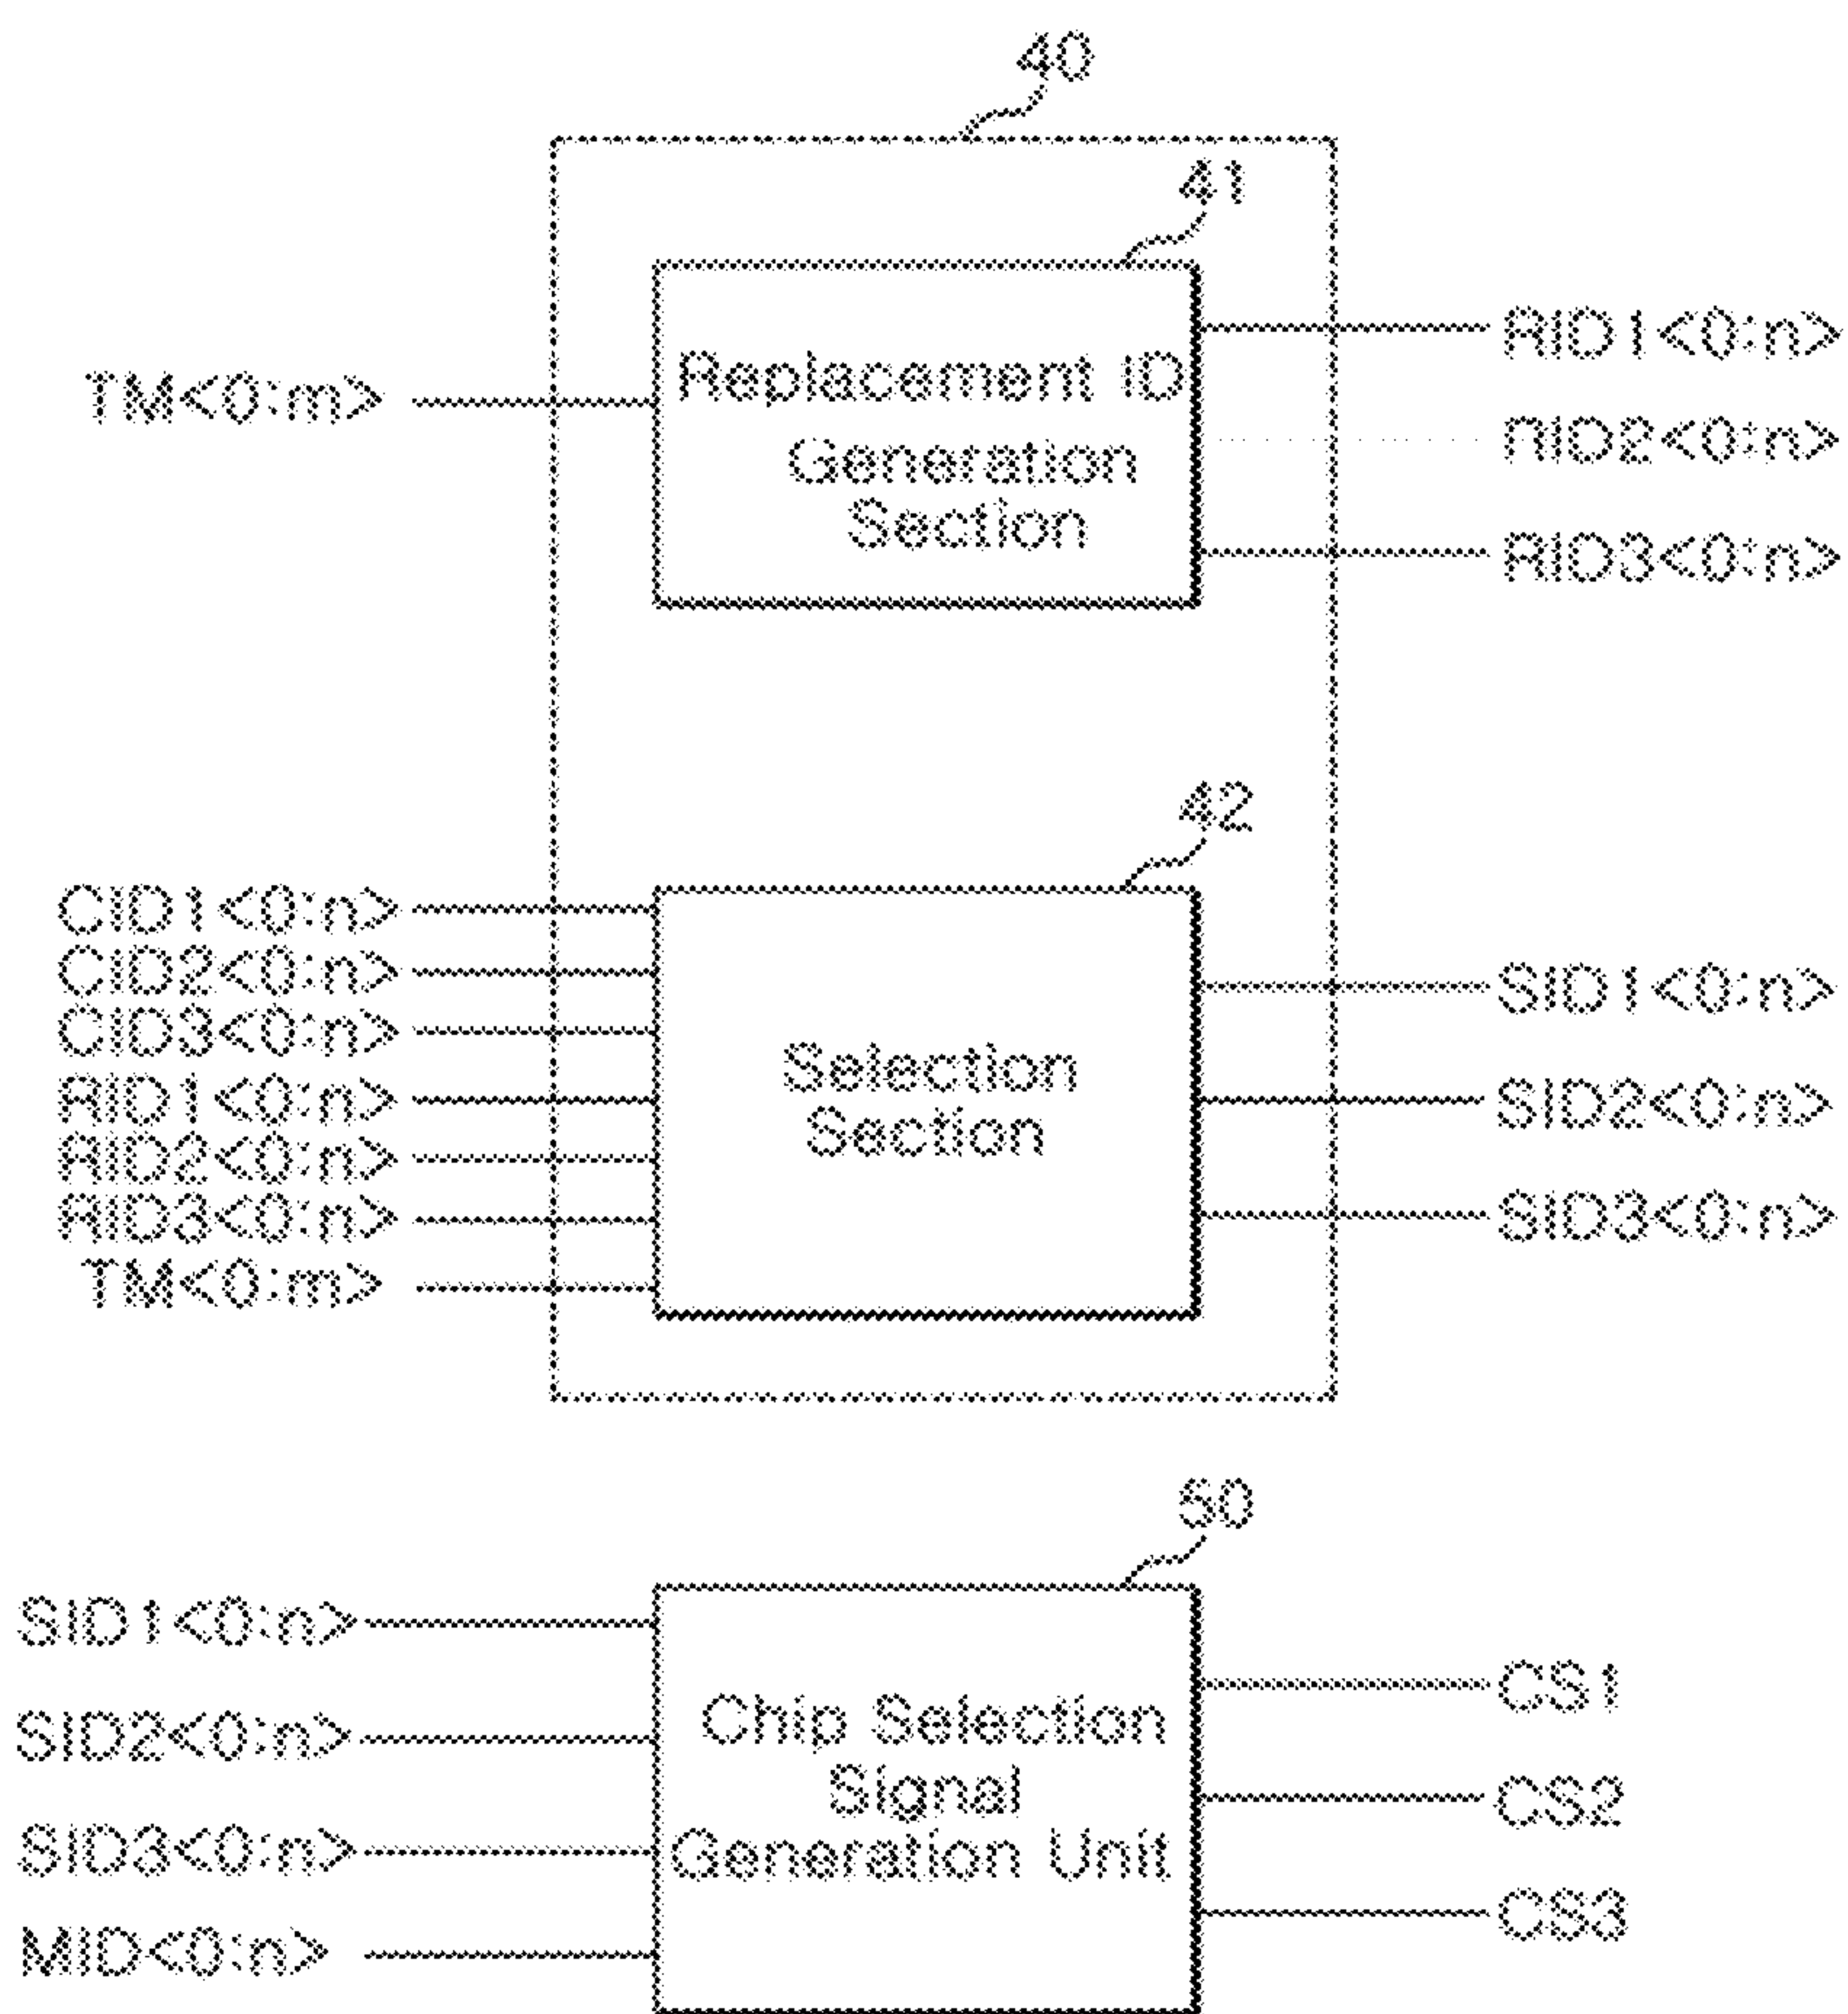 40
41
TM<0:m>
Replacement ID
Generation
Section
RID1<0:n>
RID2<0:n>
RID3<0:n>
42
CID1<0:n>
CID2<0:n>
CID3<0:n>
RID1<0:n>
RID2<0:n>
RID3<0:n>
TM<0:m>
Selection
Section
SID1<0:n>
SID2<0:n>
SID3<0:n>
50
SID1<0:n>
SID2<0:n>
SID3<0:n>
MID<0:n>
Chip Selection
Signal
Generation Unit
CS1
CS2
CS3